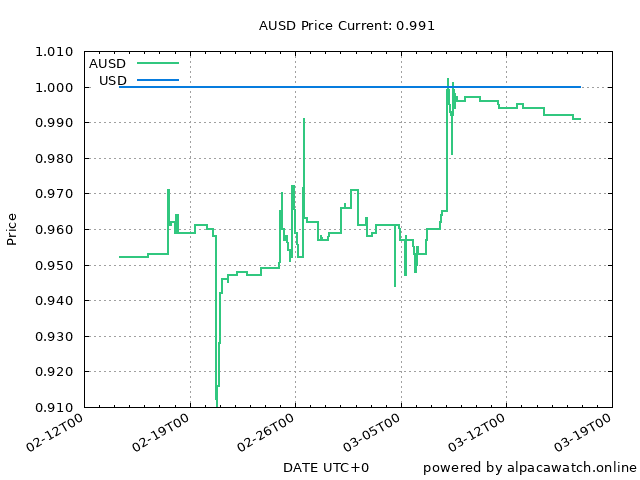 AUSD Price Current: 0.991
1.010
1.000
0.990
0.980
0.970
0.960
0.950
0.940
0.930
0.920
0.910
Price
AUSD
USD
02-12T00
02-19T00
02-26T00
03-05T00
03-12T00
03-19T00
DATE UTC+0
powered by alpacawatch.online